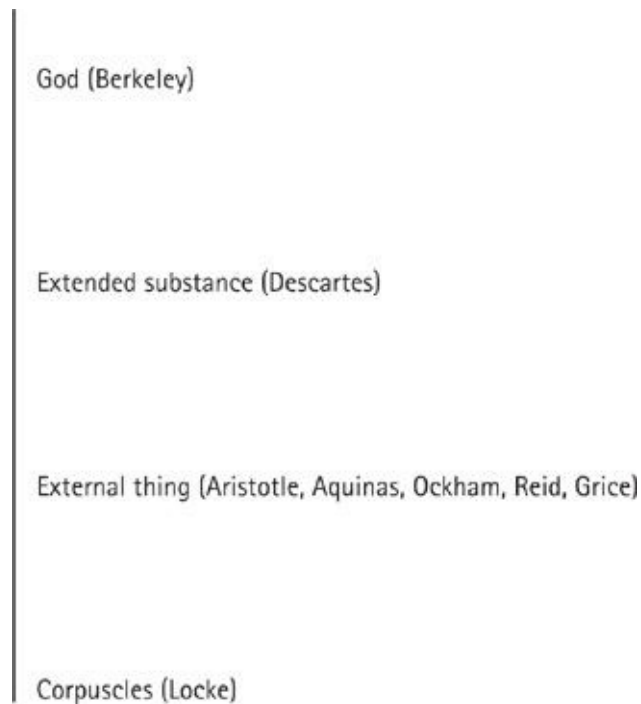 God (Berkeley)
Extended substance (Descartes)
External thing (Aristotle, Aquinas, Ockham, Reid, Grice)
Corpuscles (Locke)